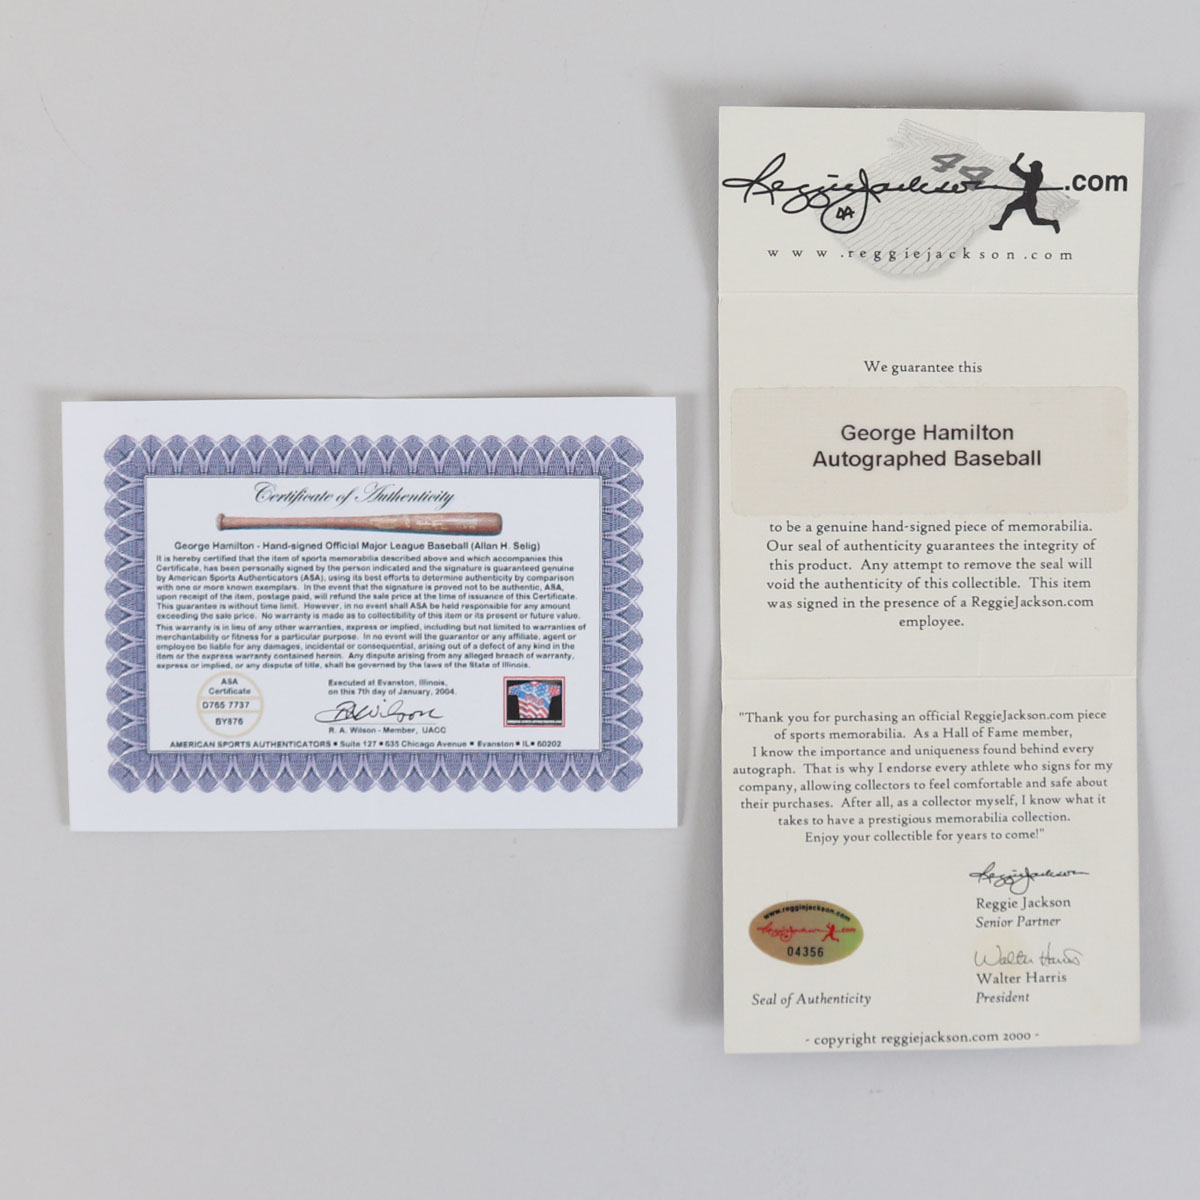 Certificate of Authenticity
George Hamilton - Hand-signed Official Major League Baseball (Allan H. Selig)
It is hereby certified that the item of sports memorabilia described above and which accompanies this
Certificate, has been personally signed by the person indicated and the signature is guaranteed genuine
by American Sports Authenticators (ASA), using its best efforts to determine authenticity by comparison
with one or more known exemplars. In the event that the signature is proved not to be authentic, ASA,
upon receipt of the item, postage paid, will refund the sale price at the time of issuance of this Certificate.
This guarantee is without time limit. However, in no event shall ASA be held responsible for any amount
exceeding the sale price. No warranty is made as to collectibility of this item or its present or future value.
This warranty is in lieu of any other warranties, express or implied, including but not limited to warranties of
merchantability or fitness for a particular purpose. In no event will the guarantor or any affiliate, agent or
employee be liable for any damages, incidental or consequential, arising out of a defect of any kind in the
item or the express warranty contained herein. Any dispute arising from any alleged breach of warranty,
express or implied, or any dispute of title, shall be governed by the laws of the State of Illinois.
ASA
Certificate
D765 7737
BY876
Executed at Evanston, Illinois,
on this 7th day of January, 2004.
RA Wilson
R. A. Wilson - Member, UACC
AMERICAN SPORTS AUTHENTICATORS • Suite 127 • 635 Chicago Avenue • Evanston • IL • 60202
44
Reggie Jackson .com
www.reggiejackson.com
We guarantee this
George Hamilton
Autographed Baseball
to be a genuine hand-signed piece of memorabilia.
Our seal of authenticity guarantees the integrity of
this product. Any attempt to remove the seal will
void the authenticity of this collectible. This item
was signed in the presence of a ReggieJackson.com
employee.
"Thank you for purchasing an official ReggieJackson.com piece
of sports memorabilia. As a Hall of Fame member,
I know the importance and uniqueness found behind every
autograph. That is why I endorse every athlete who signs for my
company, allowing collectors to feel comfortable and safe about
their purchases. After all, as a collector myself, I know what it
takes to have a prestigious memorabilia collection.
Enjoy your collectible for years to come!"
Reggie Jackson
Reggie Jackson
Senior Partner
Walter Harris
Walter Harris
President
www.reggiejackson.com
Reggie Jackson .com
04356
Seal of Authenticity
- copyright reggiejackson.com 2000 -